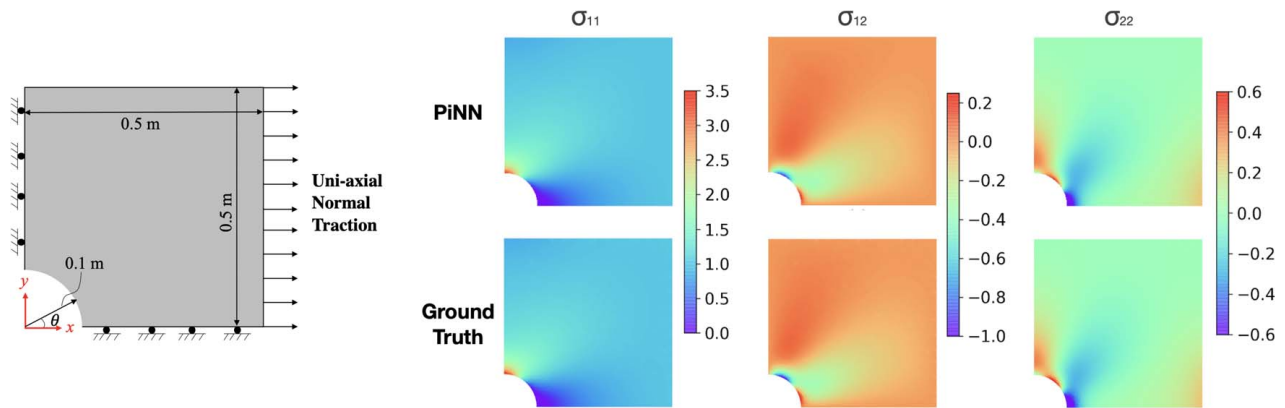 0.5 m
0.5 m
0.1 m
y
θ
x
Uni-axial
Normal
Traction
σ11
σ12
σ22
PiNN
Ground
Truth
3.5
3.0
2.5
2.0
1.5
1.0
0.5
0.0
0.2
0.0
−0.2
−0.4
−0.6
−0.8
−1.0
0.6
0.4
0.2
0.0
−0.2
−0.4
−0.6